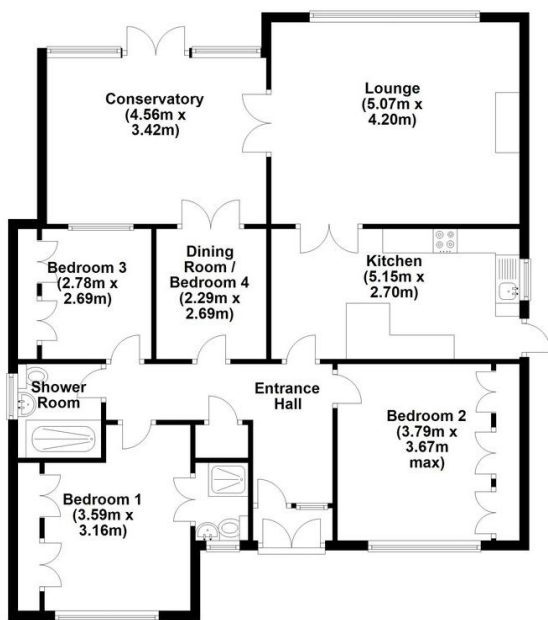 Conservatory
(4.56m x
3.42m)
Lounge
(5.07m x
4.20m)
Bedroom 3
(2.78m x
2.69m)
Dining
Room /
Bedroom 4
(2.29m x
2.69m)
Kitchen
(5.15m x
2.70m)
Shower
Room
Entrance
Hall
Bedroom 2
(3.79m x
3.67m
max)
Bedroom 1
(3.59m x
3.16m)